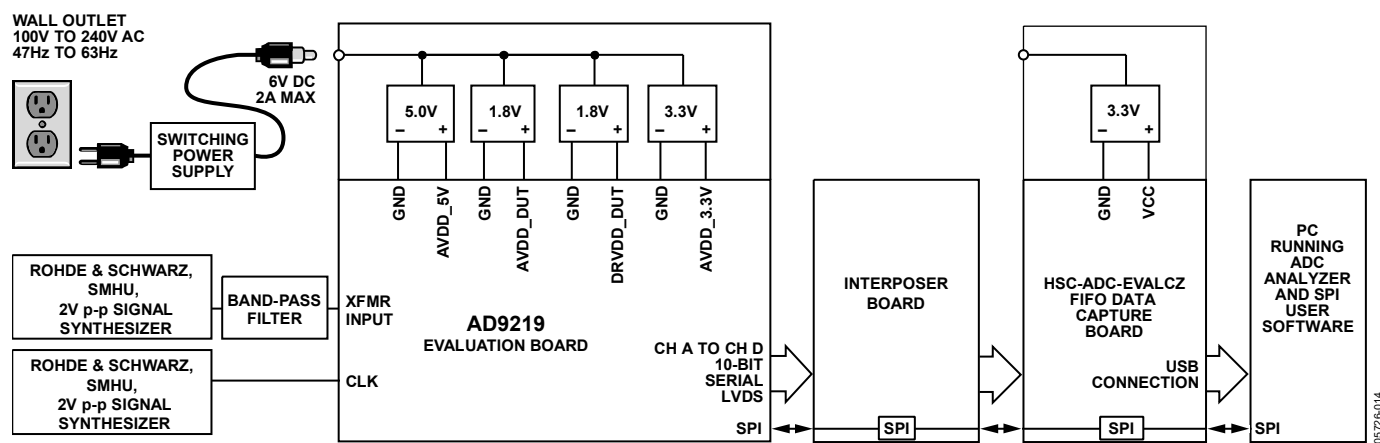 WALL OUTLET
100V TO 240V AC
47Hz TO 63Hz
6V DC
2A MAX
SWITCHING
POWER
SUPPLY
5.0V
– +
1.8V
– +
1.8V
– +
3.3V
– +
GND
AVDD_5V
GND
AVDD_DUT
GND
DRVDD_DUT
GND
AVDD_3.3V
3.3V
– +
GND
VCC
ROHDE & SCHWARZ,
SMHU,
2V p-p SIGNAL
SYNTHESIZER
BAND-PASS
FILTER
XFMR
INPUT
AD9219
EVALUATION BOARD
ROHDE & SCHWARZ,
SMHU,
2V p-p SIGNAL
SYNTHESIZER
CLK
CH A TO CH D
10-BIT
SERIAL
LVDS
SPI
INTERPOSER
BOARD
SPI
HSC-ADC-EVALCZ
FIFO DATA
CAPTURE
BOARD
USB
CONNECTION
SPI
PC
RUNNING
ADC
ANALYZER
AND SPI
USER
SOFTWARE
SPI
05726-014